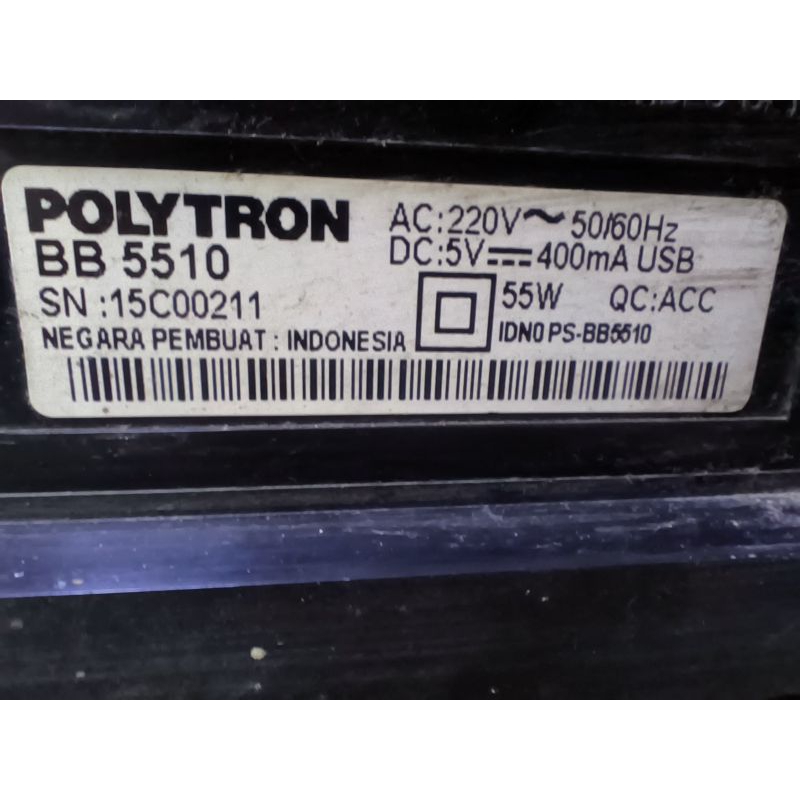 POLYTRON
BB 5510
SN :15C00211
NEGARA PEMBUAT : INDONESIA
AC:220V~50/60Hz
DC:5V⎓400mA USB
55W QC:ACC
IDN0 PS-BB5510